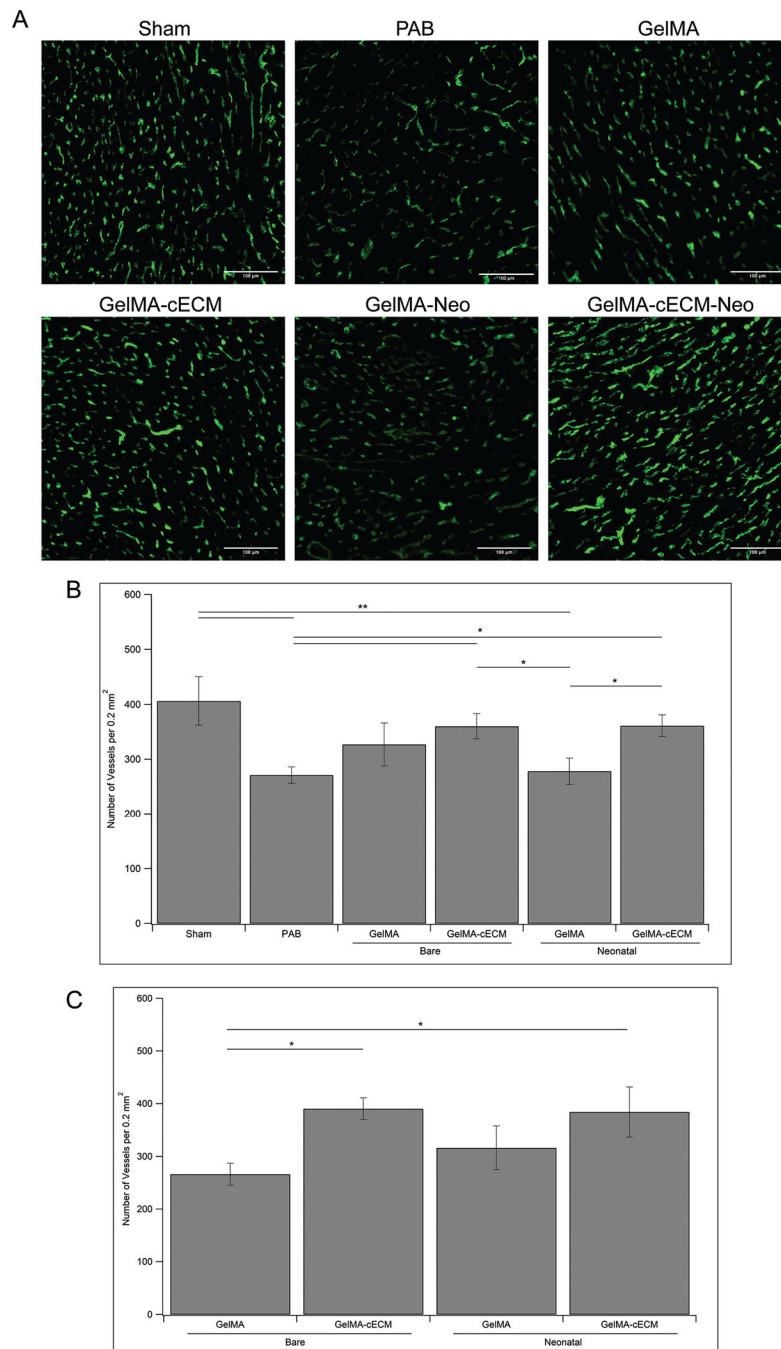 A
Sham PAB GelMA
100 µm 100 µm 100 µm
GelMA-cECM GelMA-Neo GelMA-cECM-Neo
100 µm 100 µm 100 µm
B
Number of Vessels per 0.2 mm²
600
**
*
500
*
*
400
300
200
100
0
Sham PAB GelMA GelMA-cECM GelMA GelMA-cECM
Bare Neonatal
C
Number of Vessels per 0.2 mm²
600
*
500
*
400
300
200
100
0
GelMA GelMA-cECM GelMA GelMA-cECM
Bare Neonatal